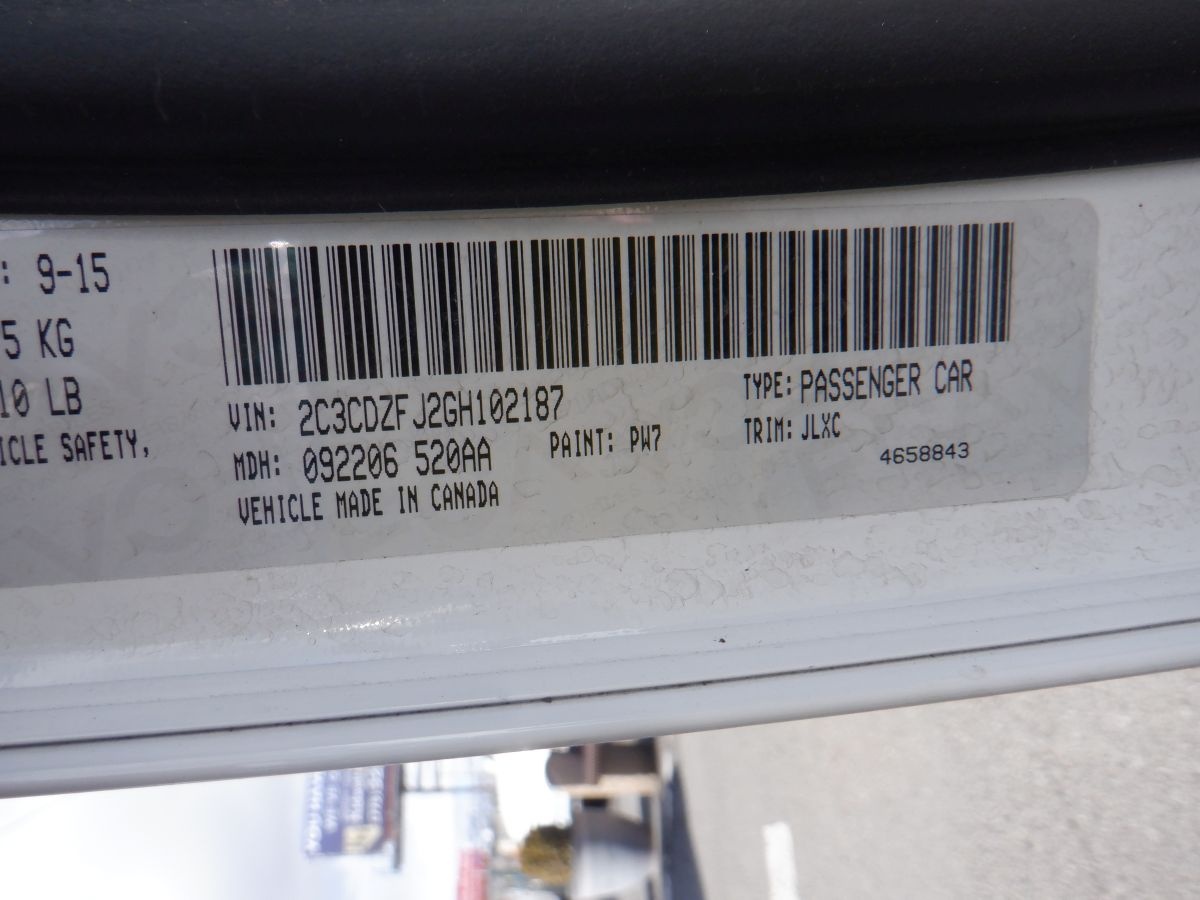 : 9-15
5 KG
10 LB
ICLE SAFETY,
VIN: 2C3CDZFJ2GH102187
TYPE: PASSENGER CAR
MDH: 092206 520AA
PAINT: PW7
TRIM: JLXC
4658843
VEHICLE MADE IN CANADA